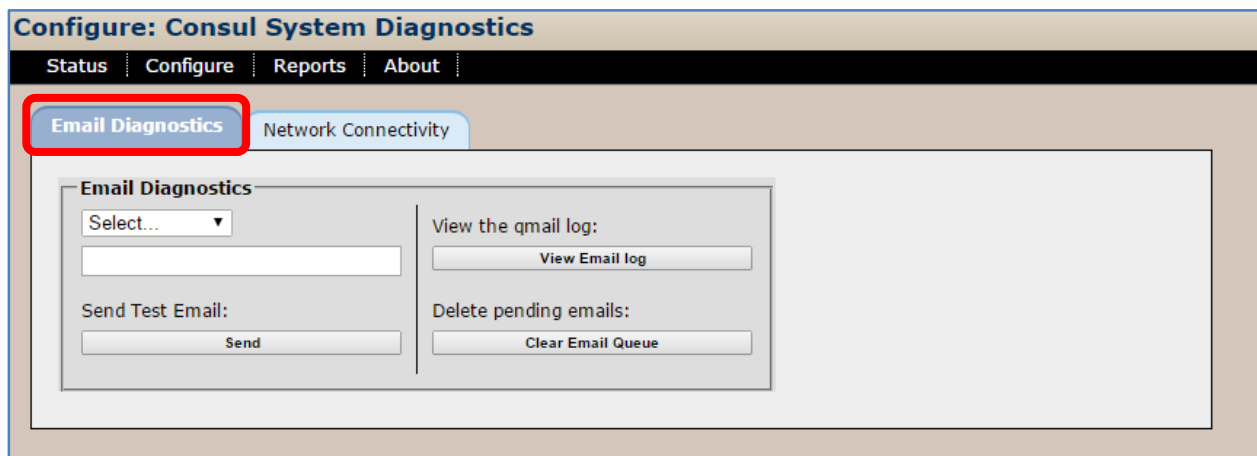 Configure: Consul System Diagnostics
Status Configure Reports About
Email Diagnostics Network Connectivity
Email Diagnostics
Select...
View the qmail log:
View Email log
Send Test Email:
Send
Delete pending emails:
Clear Email Queue